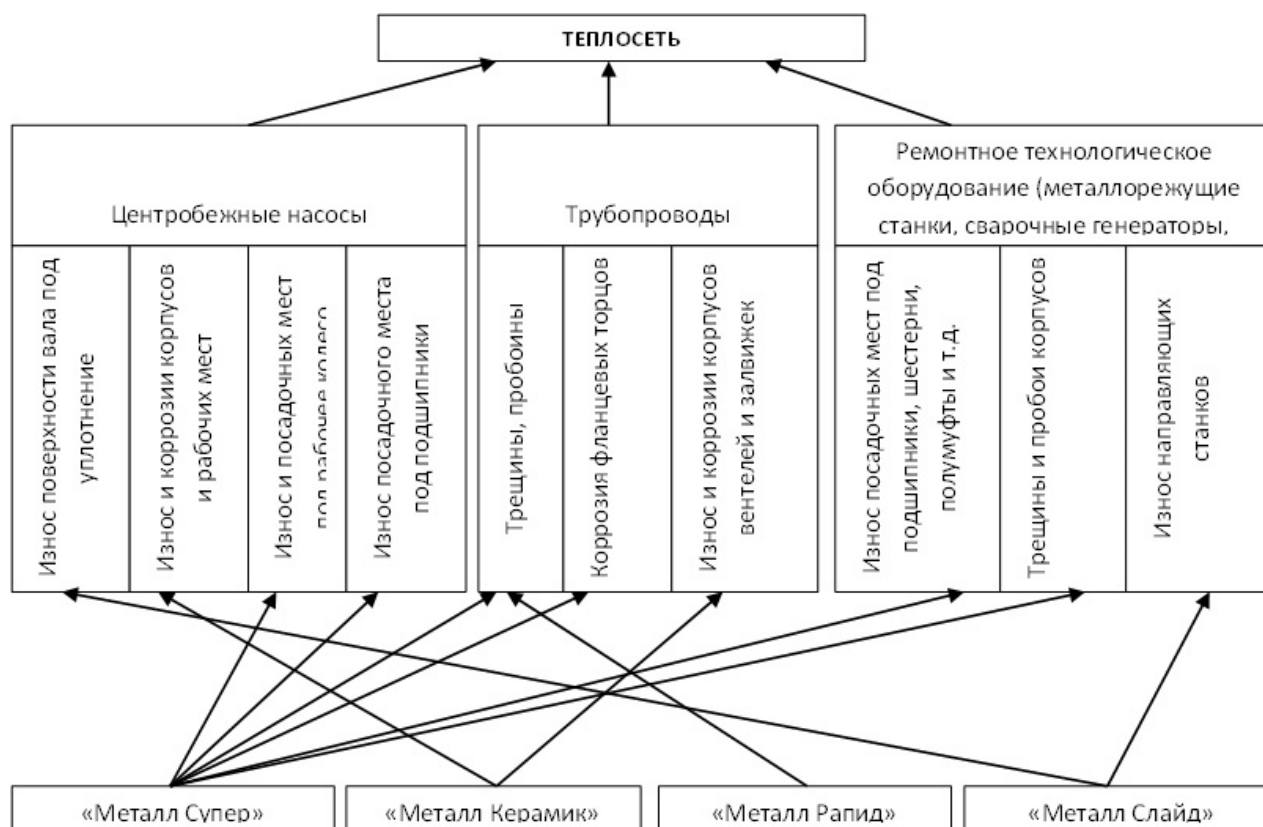 ТЕПЛОСЕТЬ
Центробежные насосы
Трубопроводы
Ремонтное технологическое
оборудование (металлорежущие
станки, сварочные генераторы,
Износ поверхности вала под
уплотнение
Износ и коррозии корпусов
и рабочих мест
Износ и посадочных мест
под рабочее колесо
Износ посадочного места
под подшипники
Трещины, пробоины
Коррозия фланцевых торцов
Износ и коррозии корпусов
вентелей и залвижек
Износ посадочных мест под
подшипники, шестерни,
полумуфты и т.д.
Трещины и пробои корпусов
Износ направляющих
станков
«Металл Супер»
«Металл Керамик»
«Металл Рапид»
«Металл Слайд»